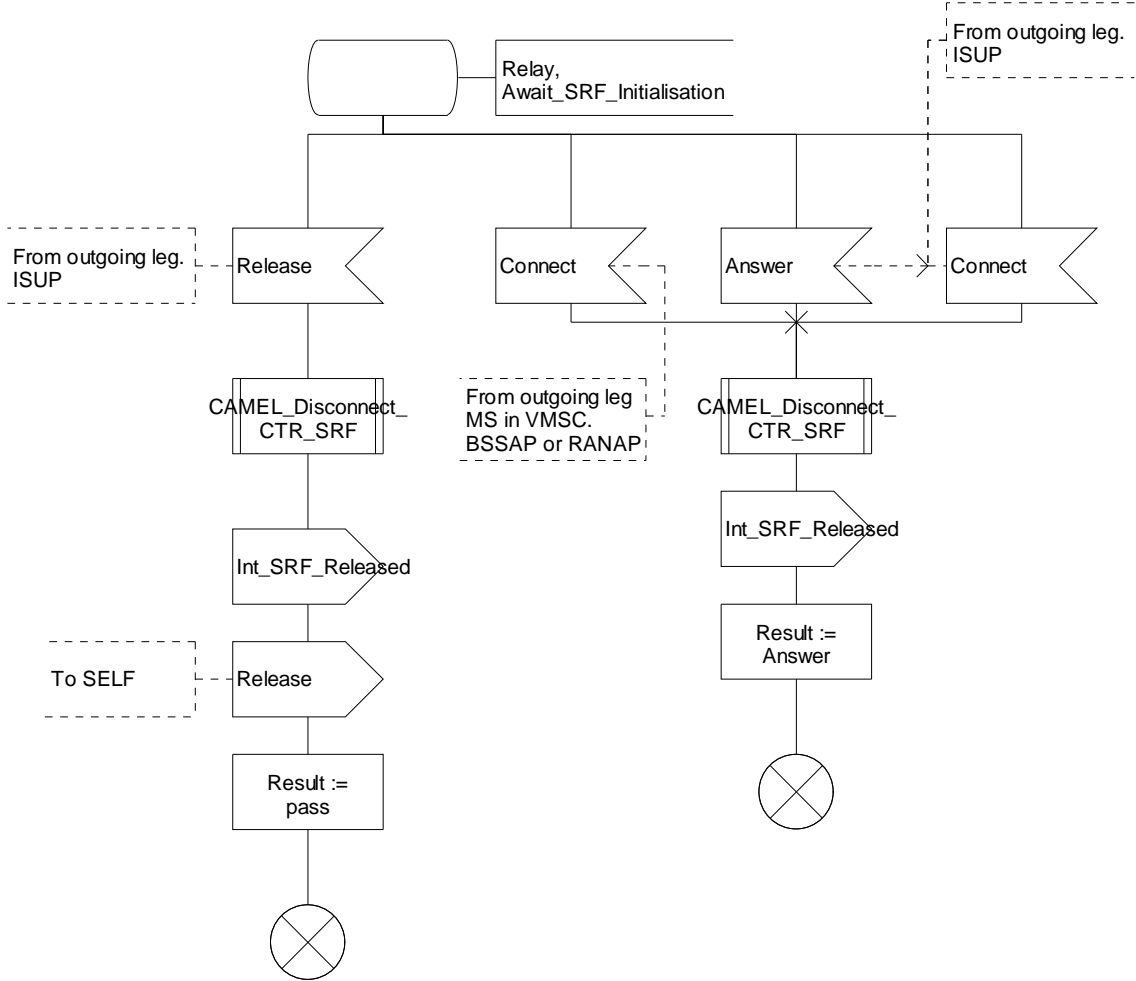 From outgoing leg.
ISUP
Relay,
Await_SRF_Initialisation
From outgoing leg.
ISUP
Release
Connect
Answer
Connect
CAMEL_Disconnect_
CTR_SRF
From outgoing leg
MS in VMSC.
BSSAP or RANAP
CAMEL_Disconnect_
CTR_SRF
Int_SRF_Released
Int_SRF_Released
Result :=
Answer
To SELF
Release
Result :=
pass